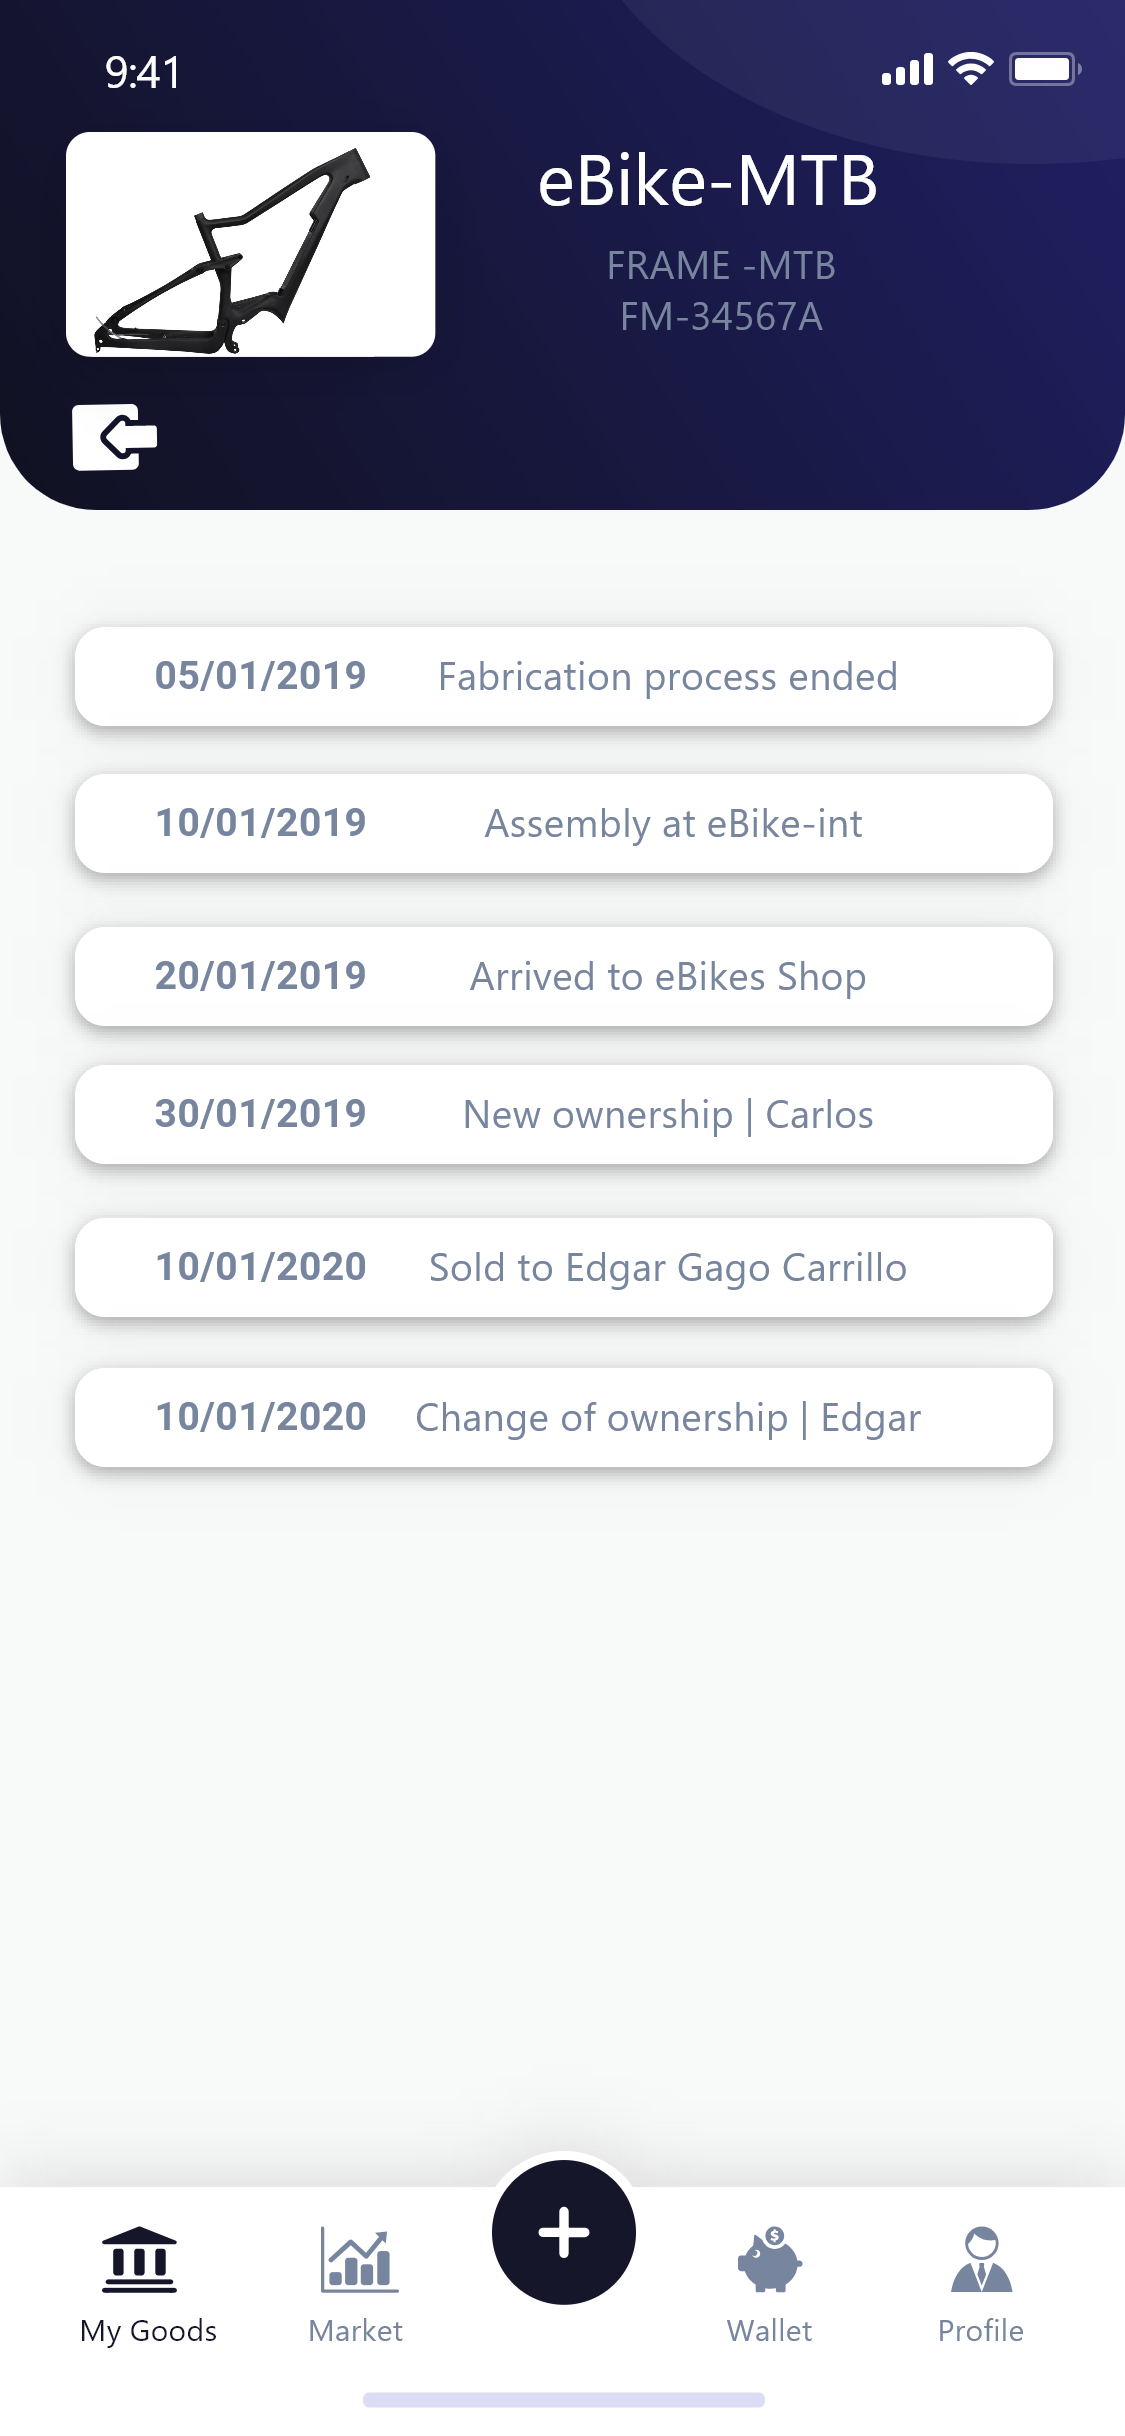 9:41
eBike-MTB
FRAME -MTB
FM-34567A
05/01/2019 Fabrication process ended
10/01/2019 Assembly at eBike-int
20/01/2019 Arrived to eBikes Shop
30/01/2019 New ownership | Carlos
10/01/2020 Sold to Edgar Gago Carrillo
10/01/2020 Change of ownership | Edgar
My Goods Market Wallet Profile